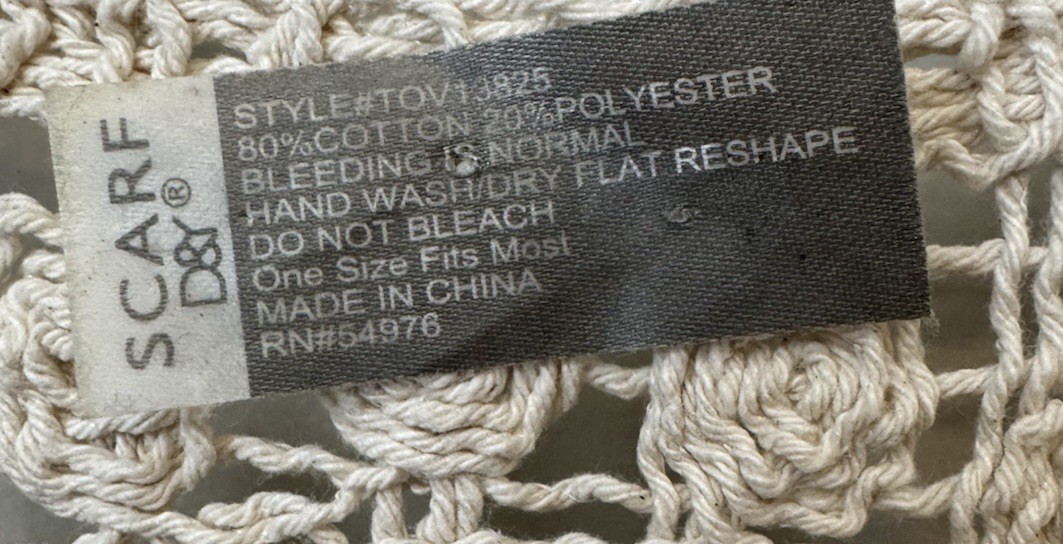 SCARF
D&Y®
STYLE#TOV1J825
80%COTTON 20%POLYESTER
BLEEDING IS NORMAL
HAND WASH/DRY FLAT RESHAPE
DO NOT BLEACH
One Size Fits Most
MADE IN CHINA
RN#54976